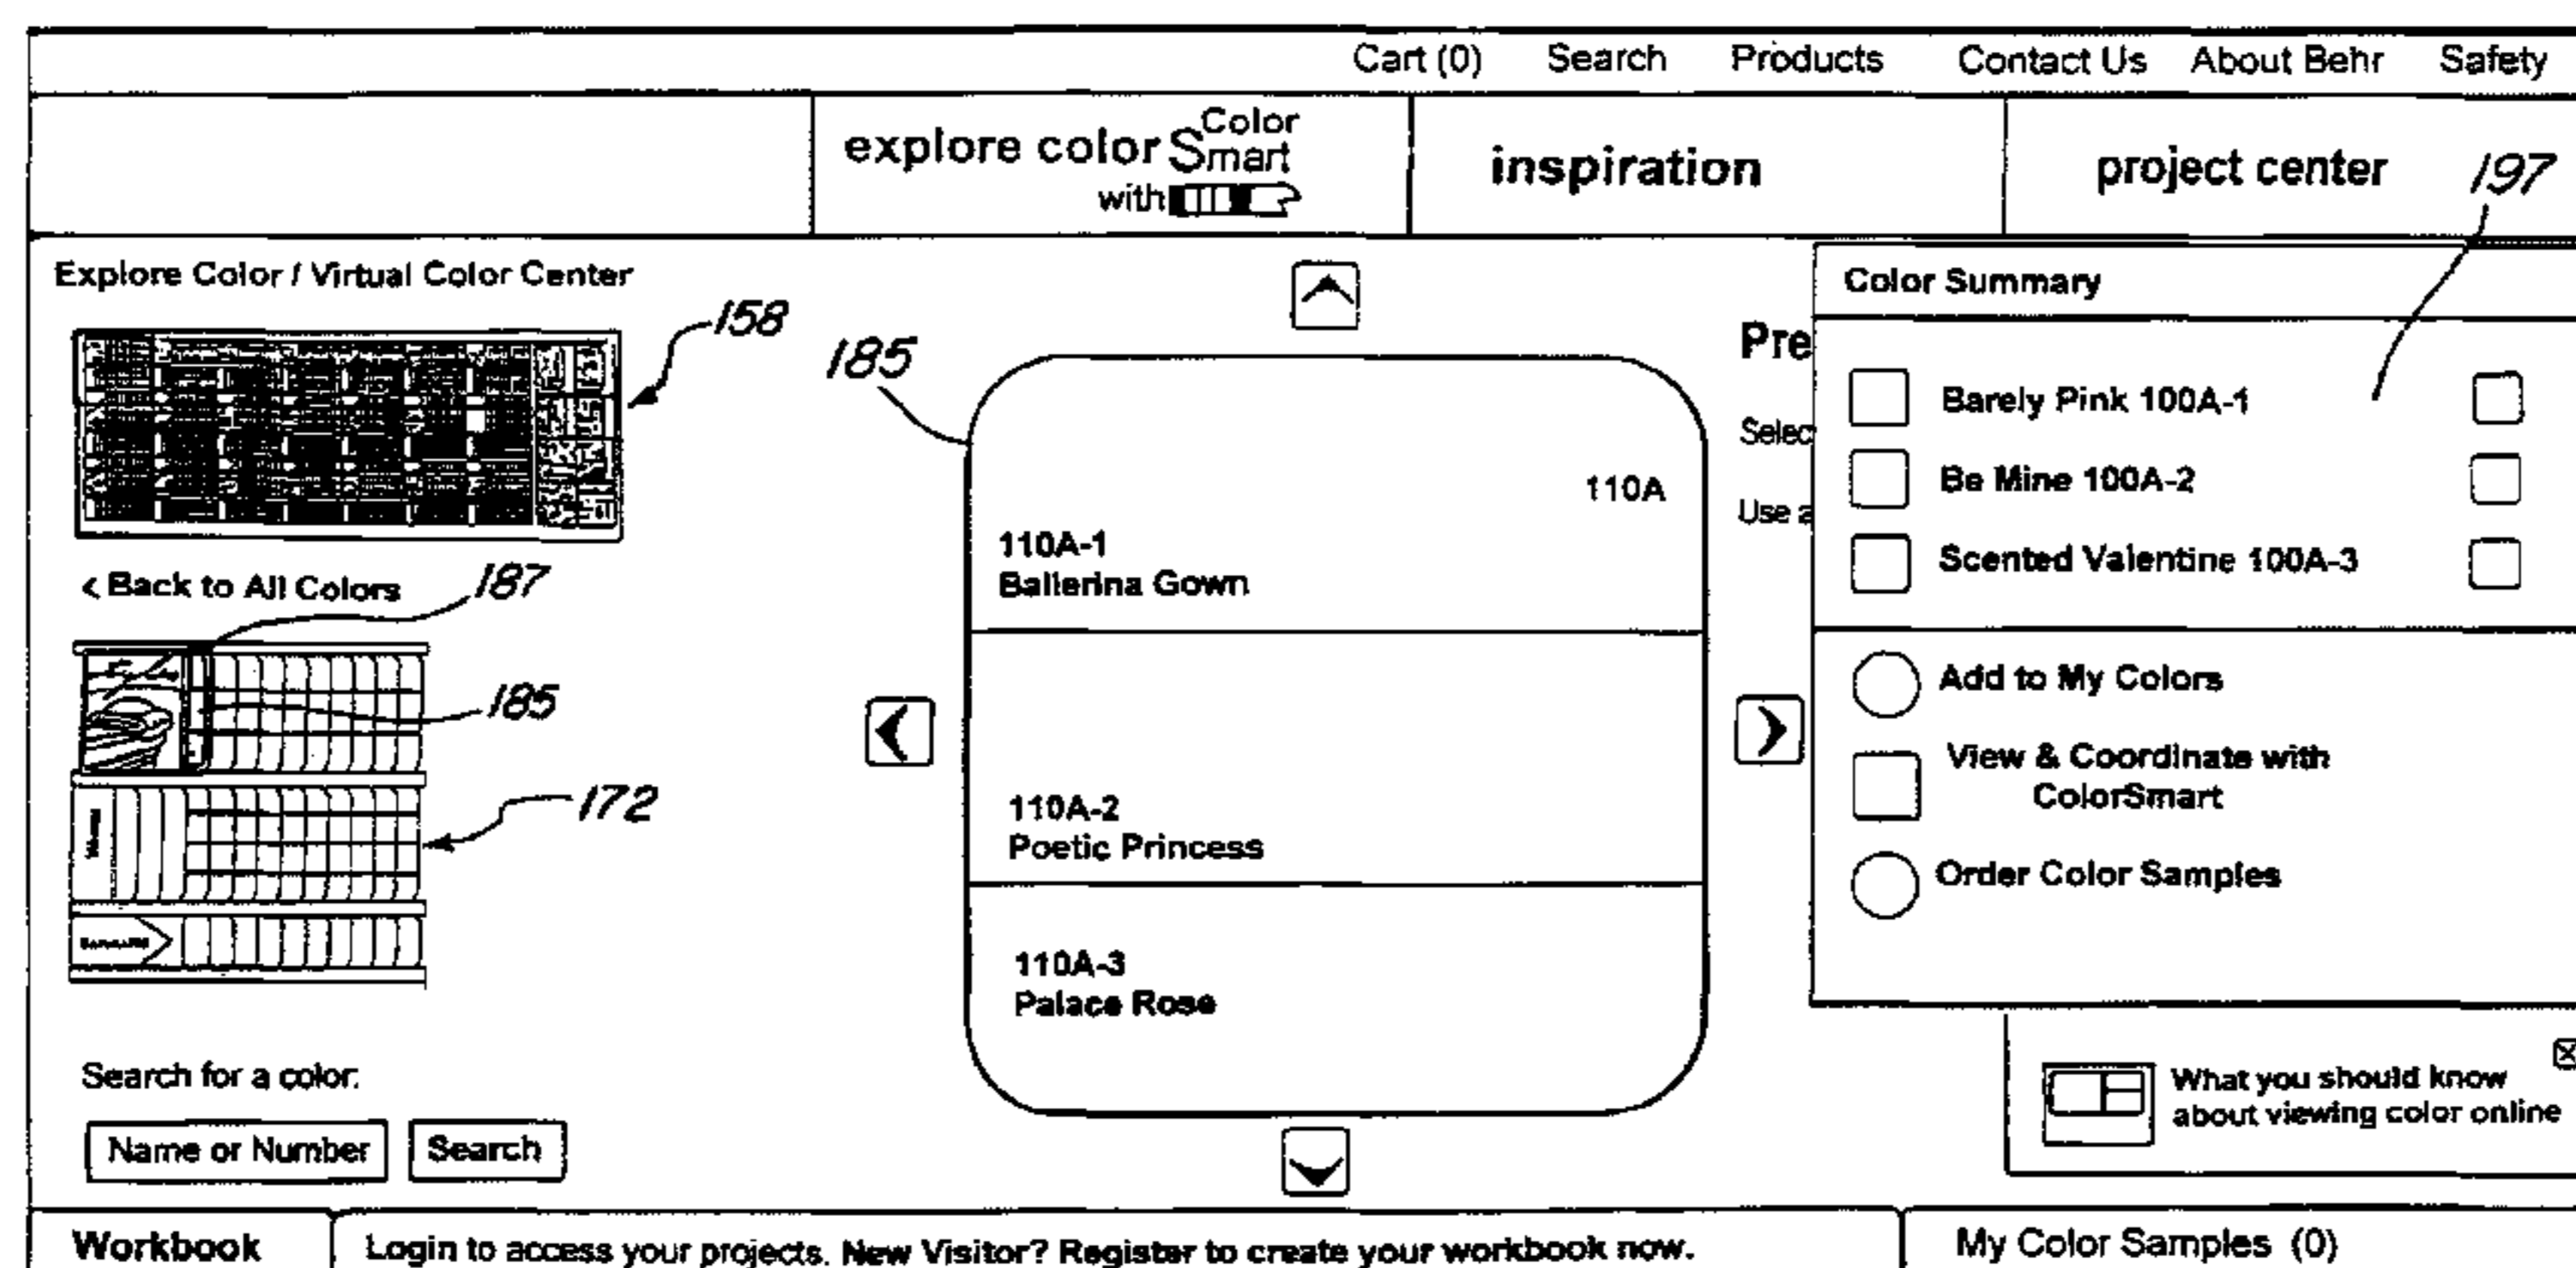 Cart (0) Search Products Contact Us About Behr Safety
explore color Color Smart
with
inspiration
project center
197
Explore Color / Virtual Color Center
158
< Back to All Colors
187
185
172
Search for a color:
Name or Number Search
185
110A
110A-1
Ballerina Gown
110A-2
Poetic Princess
110A-3
Palace Rose
Pre
Selec
Use a
Color Summary
Barely Pink 100A-1
Be Mine 100A-2
Scented Valentine 100A-3
Add to My Colors
View & Coordinate with
ColorSmart
Order Color Samples
What you should know
about viewing color online
Workbook Login to access your projects. New Visitor? Register to create your workbook now. My Color Samples (0)